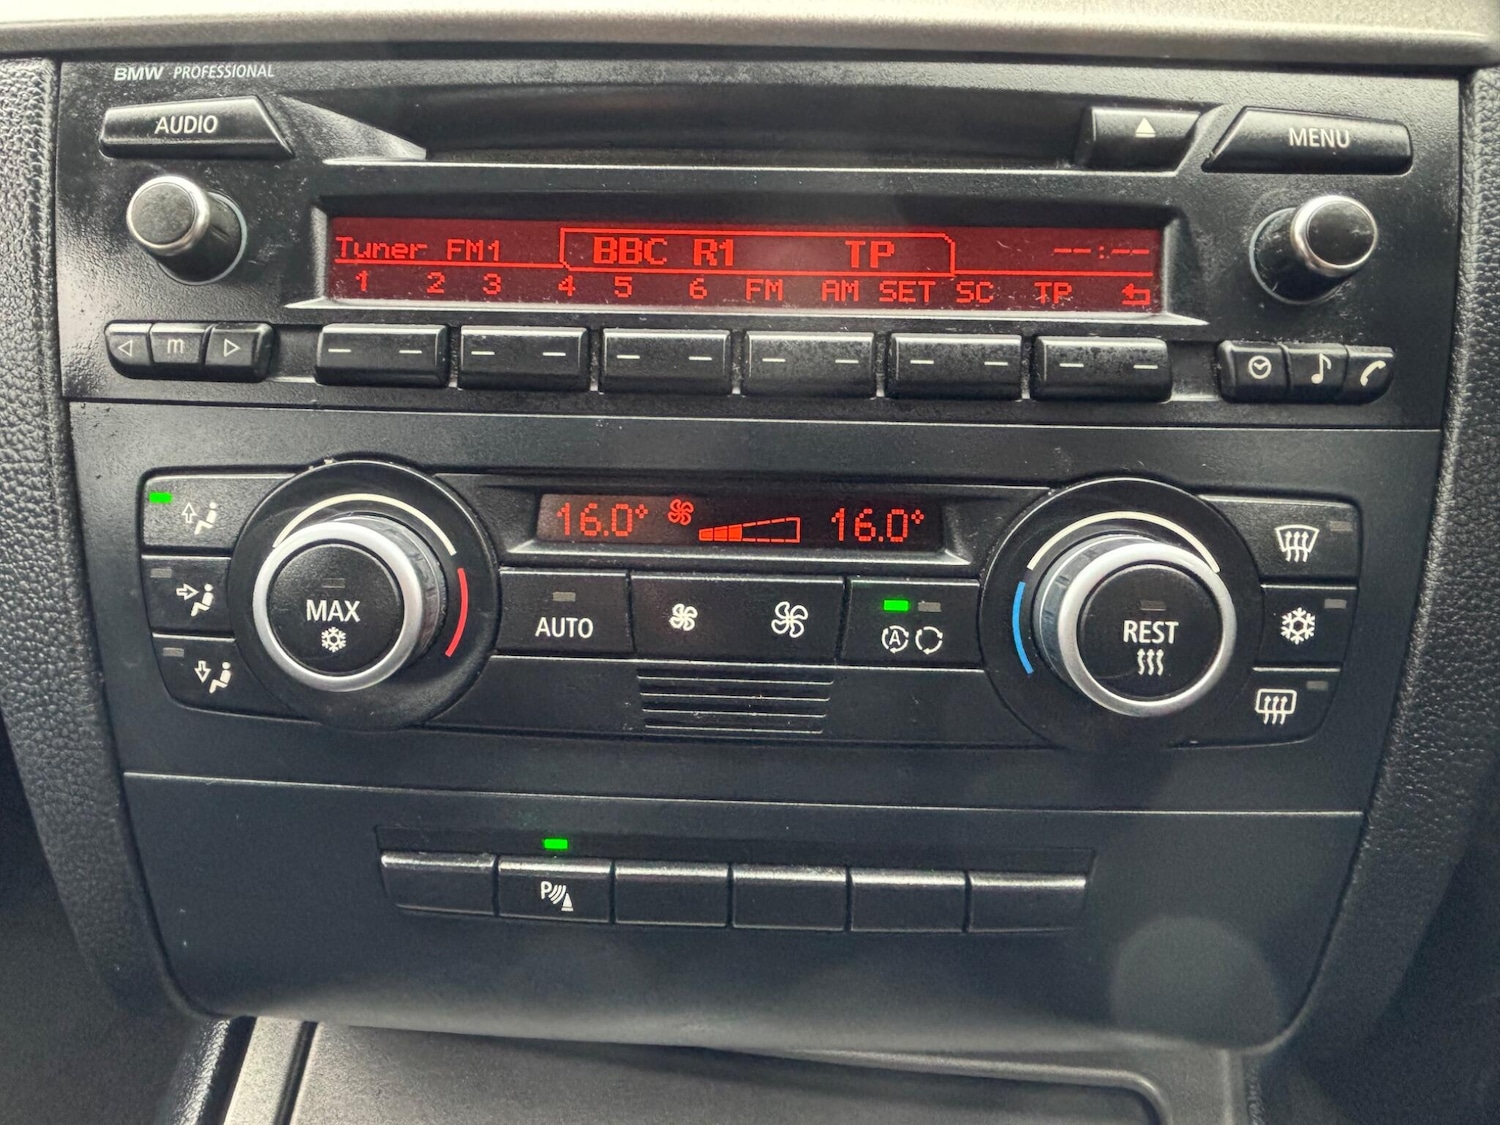 BMW PROFESSIONAL
AUDIO
MENU
Tuner FM1 BBC R1 TP --:--
1 2 3 4 5 6 FM AM SET SC TP
m
16.0° 16.0°
MAX
AUTO
A
REST
P